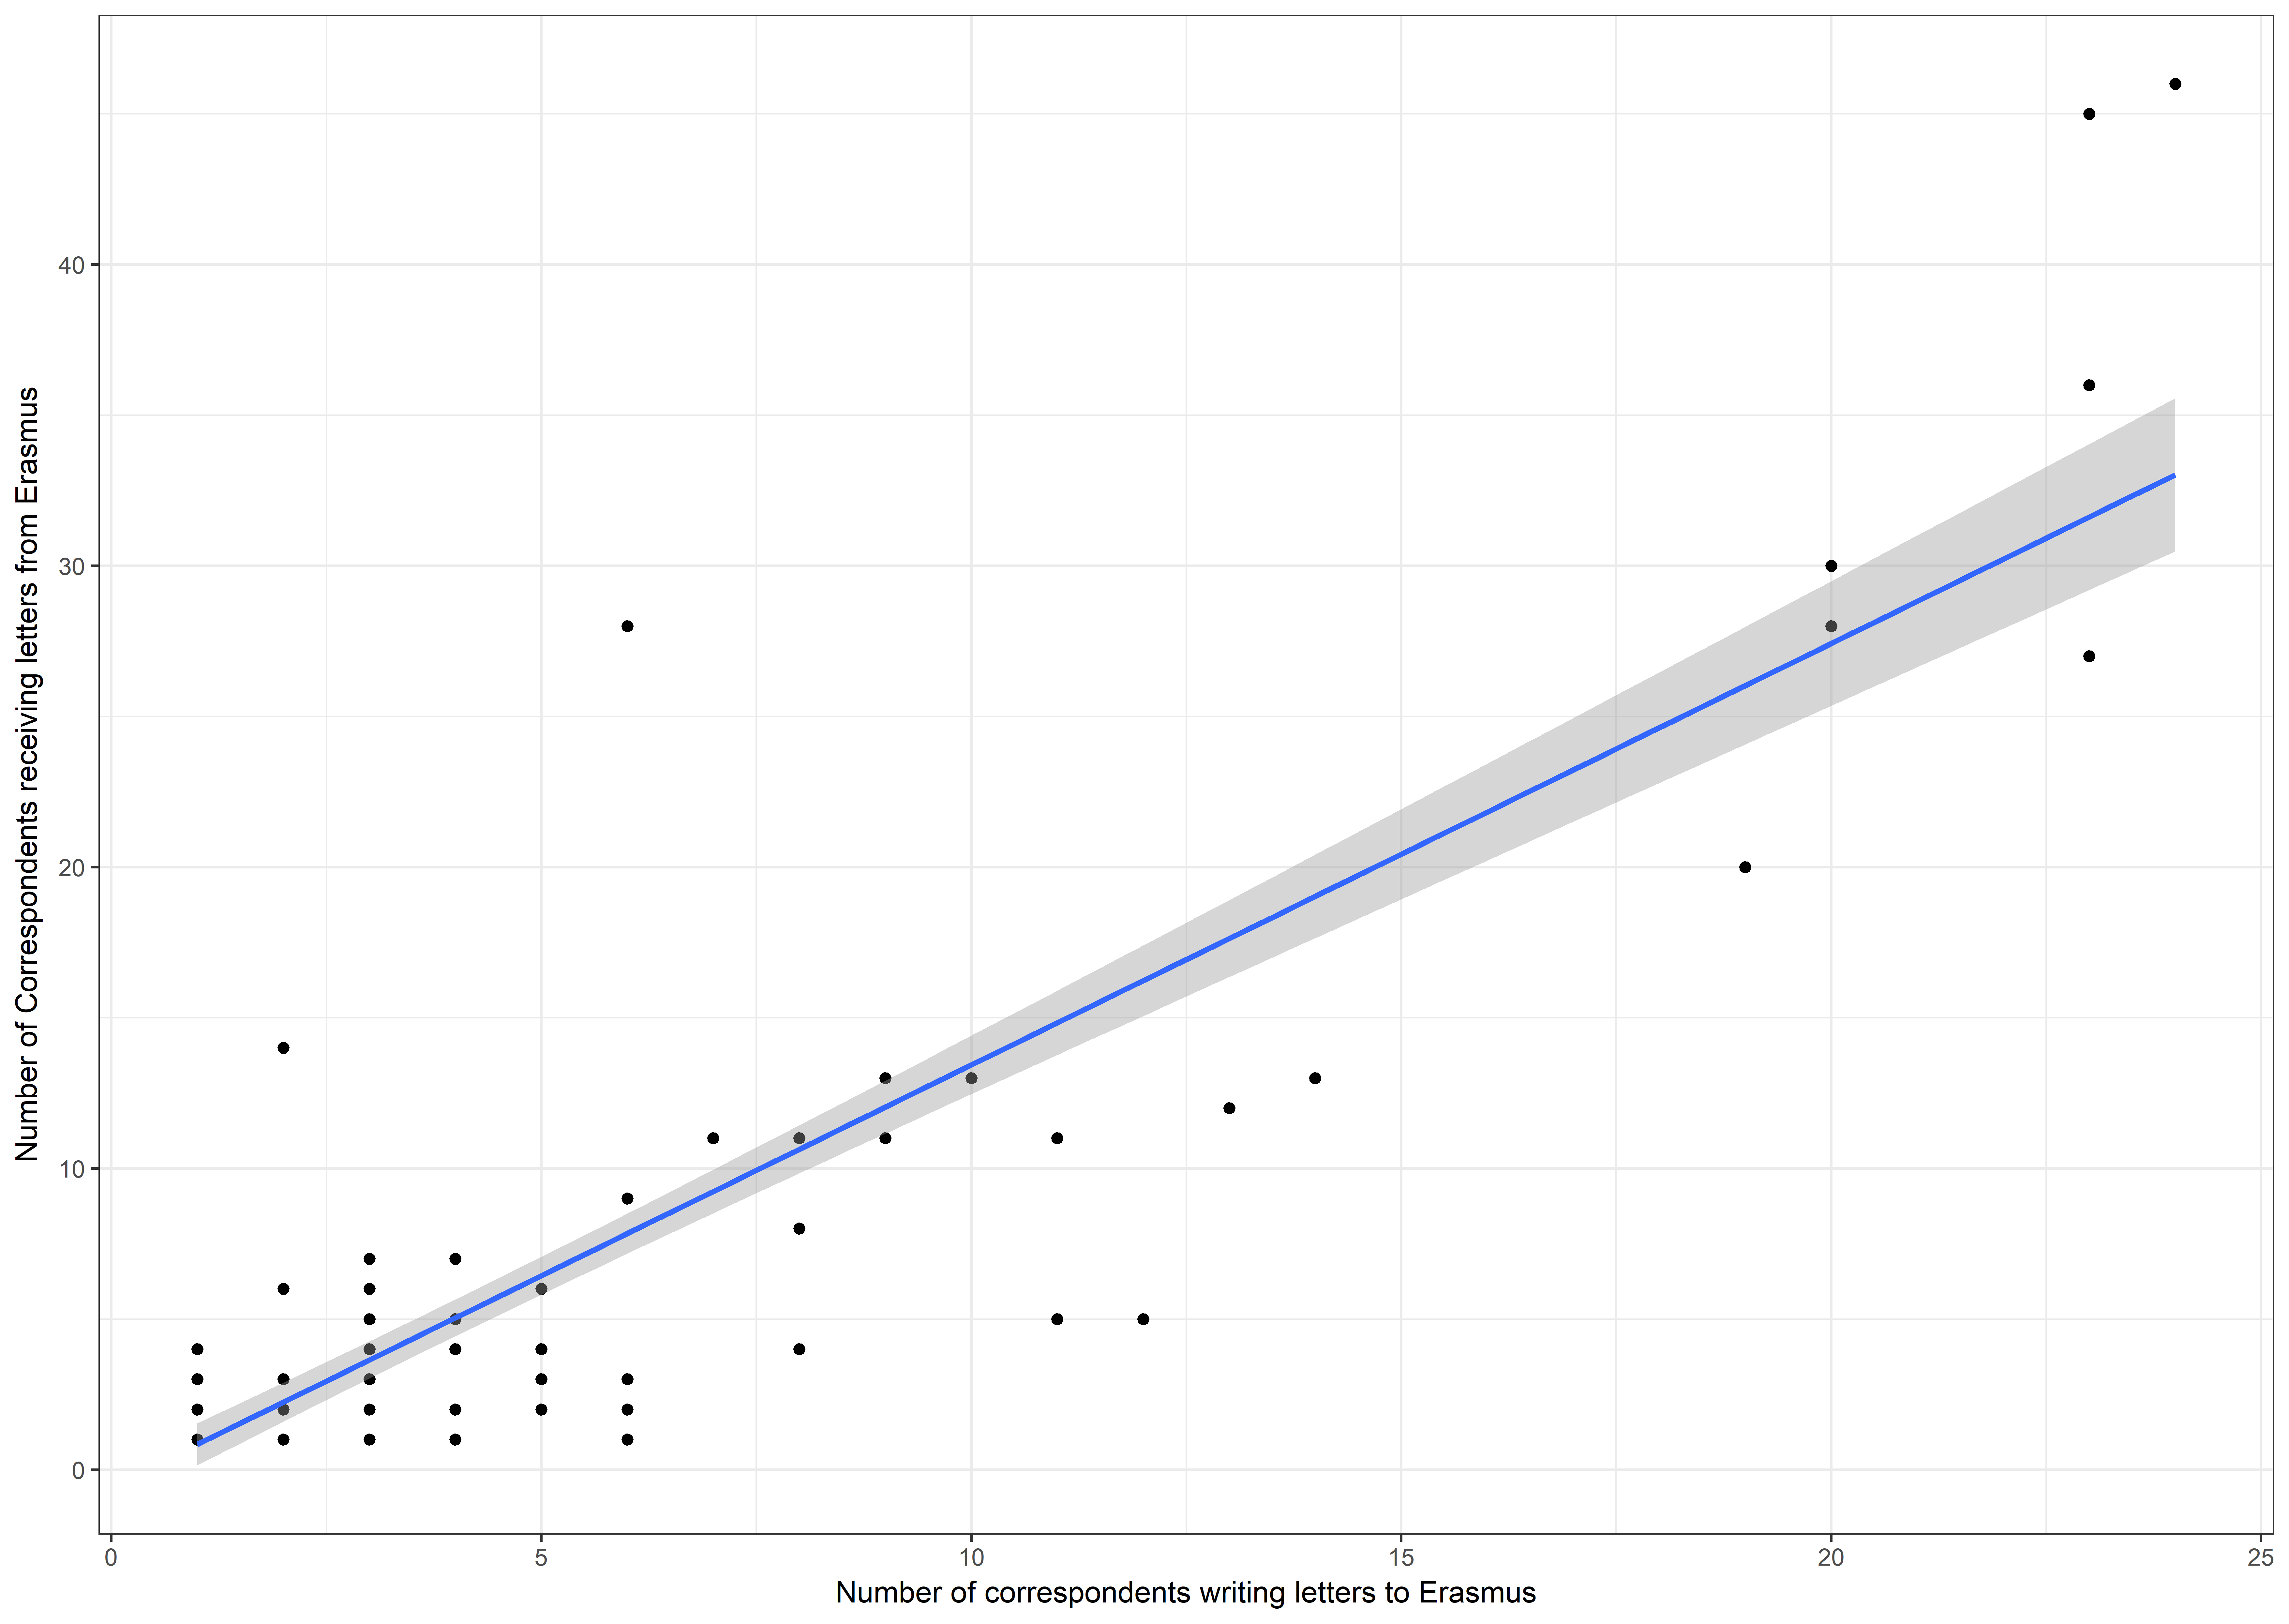 Number of Correspondents receiving letters from Erasmus
40
30
20
10
0
0 5 10 15 20 25
Number of correspondents writing letters to Erasmus